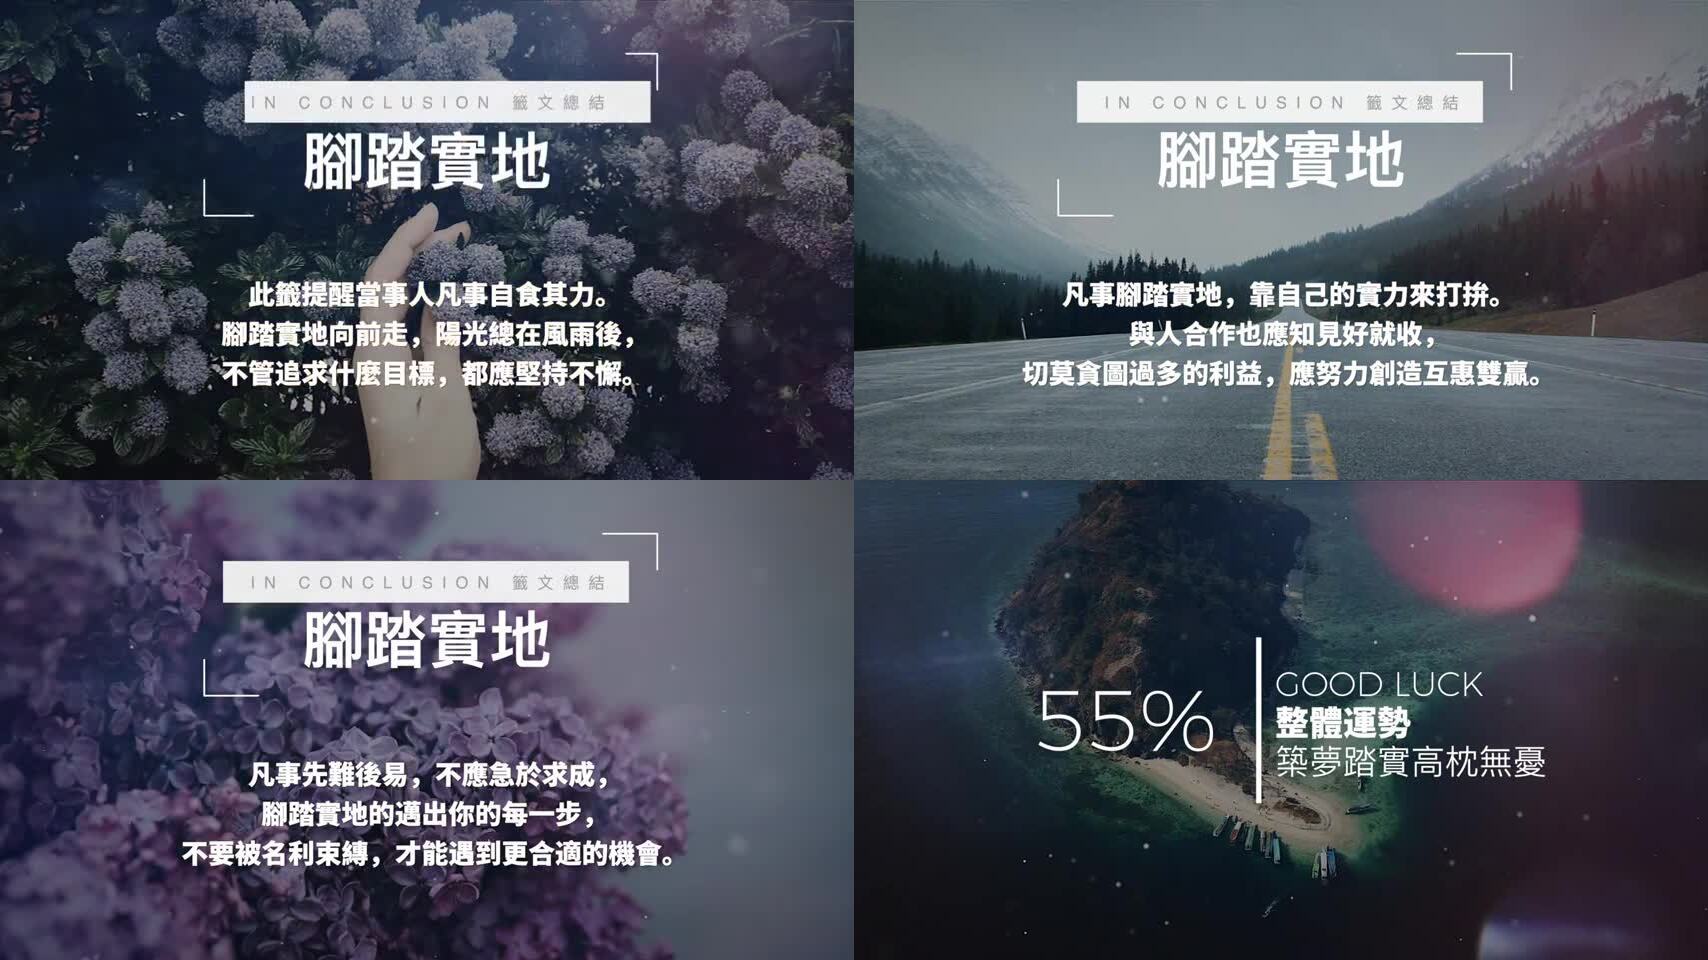 IN CONCLUSION 籤文總結
腳踏實地
此籤提醒當事人凡事自食其力。
腳踏實地向前走，陽光總在風雨後，
不管追求什麼目標，都應堅持不懈。
IN CONCLUSION 籤文總結
腳踏實地
凡事腳踏實地，靠自己的實力來打拚。
與人合作也應知見好就收，
切莫貪圖過多的利益，應努力創造互惠雙贏。
IN CONCLUSION 籤文總結
腳踏實地
凡事先難後易，不應急於求成，
腳踏實地的邁出你的每一步，
不要被名利束縛，才能遇到更合適的機會。
55%
GOOD LUCK
整體運勢
築夢踏實高枕無憂